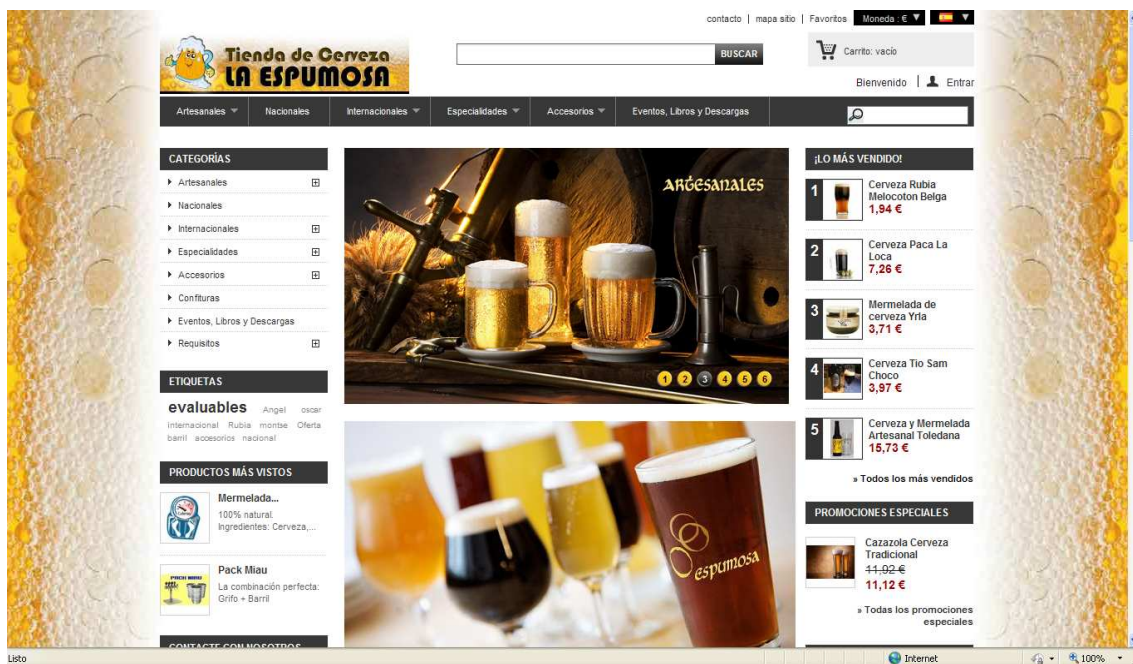 contacto | mapa sitio | Favoritos Moneda : € ▼
Tienda de Cerveza
LA ESPUMOSA
BUSCAR
Carrito: vacío
Bienvenido | Entrar
Artesanales Nacionales Internacionales Especialidades Accesorios Eventos, Libros y Descargas
CATEGORÍAS
Artesanales
Nacionales
Internacionales
Especialidades
Accesorios
Confituras
Eventos, Libros y Descargas
Requisitos
ETIQUETAS
evaluables Angel oscar
internacional Rubia montse Oferta
barril accesorios nacional
PRODUCTOS MÁS VISTOS
Mermelada...
100% natural.
Ingredientes: Cerveza,...
PACK MIAU
Pack Miau
La combinación perfecta:
Grifo + Barril
CONTACTE CON NOSOTROS
ARTESANALES
1 2 3 4 5 6
Espumosa
¡LO MÁS VENDIDO!
1
Cerveza Rubia
Melocoton Belga
1,94 €
2
Cerveza Paca La
Loca
7,26 €
3
Mermelada de
cerveza Yria
3,71 €
4
Cerveza Tio Sam
Choco
3,97 €
5
Cerveza y Mermelada
Artesanal Toledana
15,73 €
» Todos los más vendidos
PROMOCIONES ESPECIALES
Cazazola Cerveza
Tradicional
11,92 €
11,12 €
» Todas los promociones
especiales
Listo
Internet
100%